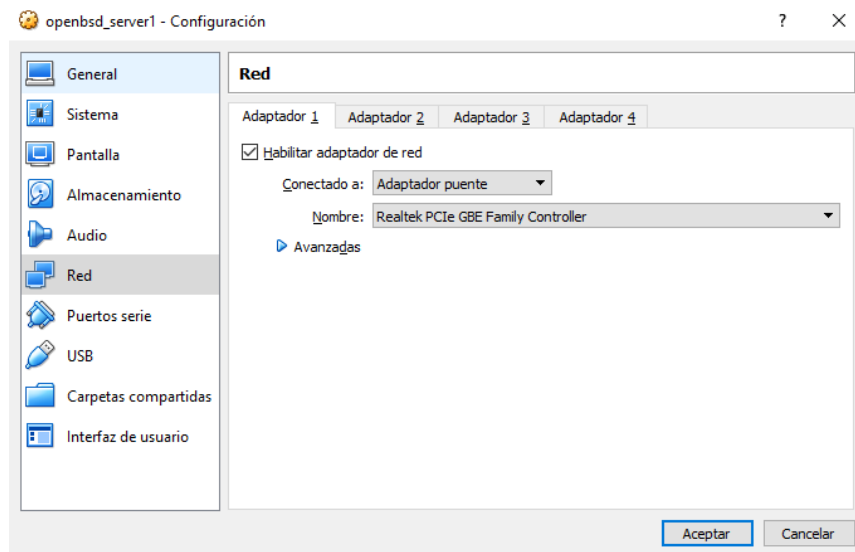 openbsd_server1 - Configuración ?
General
Sistema
Pantalla
Almacenamiento
Audio
Red
Puertos serie
USB
Carpetas compartidas
Interfaz de usuario
Red
Adaptador 1 Adaptador 2 Adaptador 3 Adaptador 4
Habilitar adaptador de red
Conectado a: Adaptador puente
Nombre: Realtek PCIe GBE Family Controller
Avanzadas
Aceptar Cancelar